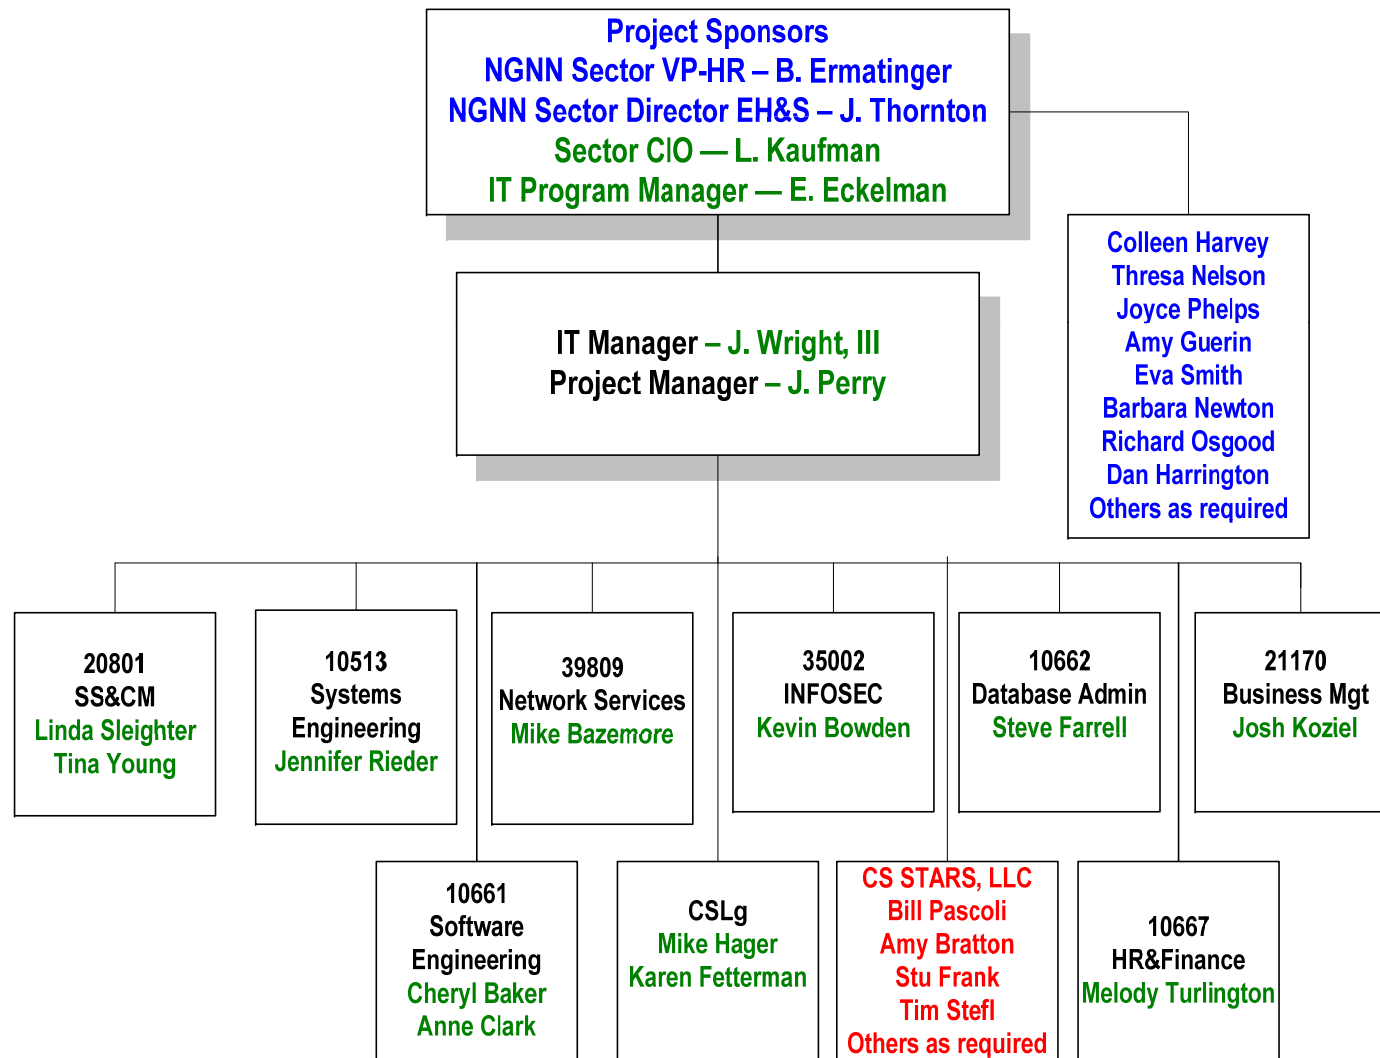 Project Sponsors
NGNN Sector VP-HR – B. Ermatinger
NGNN Sector Director EH&S – J. Thornton
Sector CIO — L. Kaufman
IT Program Manager — E. Eckelman
Colleen Harvey
Thresa Nelson
Joyce Phelps
Amy Guerin
Eva Smith
Barbara Newton
Richard Osgood
Dan Harrington
Others as required
IT Manager – J. Wright, III
Project Manager – J. Perry
20801
SS&CM
Linda Sleighter
Tina Young
10513
Systems
Engineering
Jennifer Rieder
39809
Network Services
Mike Bazemore
35002
INFOSEC
Kevin Bowden
10662
Database Admin
Steve Farrell
21170
Business Mgt
Josh Koziel
10661
Software
Engineering
Cheryl Baker
Anne Clark
CSLg
Mike Hager
Karen Fetterman
CS STARS, LLC
Bill Pascoli
Amy Bratton
Stu Frank
Tim Stefl
Others as required
10667
HR&Finance
Melody Turlington